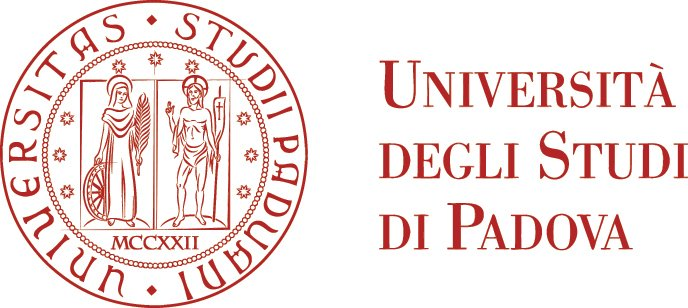 UNIVERSITAS · STUDII PADUANI ·
MCCXXII
UNIVERSITÀ
DEGLI STUDI
DI PADOVA